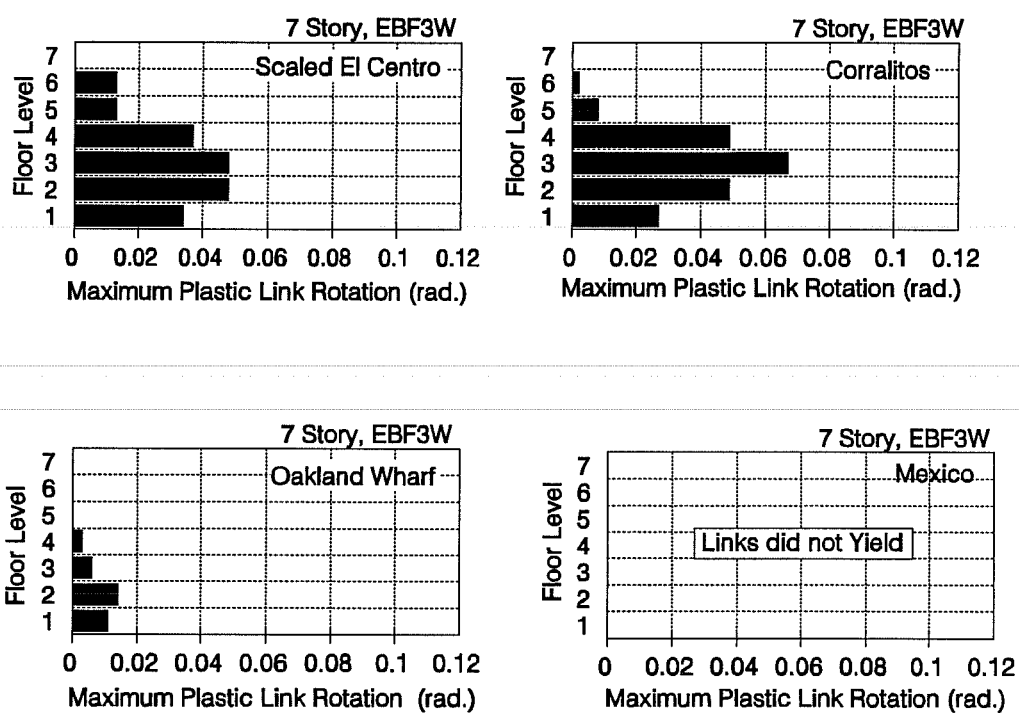 7 Story, EBF3W
Scaled El Centro
Floor Level
7
6
5
4
3
2
1
0 0.02 0.04 0.06 0.08 0.1 0.12
Maximum Plastic Link Rotation (rad.)
7 Story, EBF3W
Corralitos
Floor Level
7
6
5
4
3
2
1
0 0.02 0.04 0.06 0.08 0.1 0.12
Maximum Plastic Link Rotation (rad.)
7 Story, EBF3W
Oakland Wharf
Floor Level
7
6
5
4
3
2
1
0 0.02 0.04 0.06 0.08 0.1 0.12
Maximum Plastic Link Rotation (rad.)
7 Story, EBF3W
Mexico
Links did not Yield
Floor Level
7
6
5
4
3
2
1
0 0.02 0.04 0.06 0.08 0.1 0.12
Maximum Plastic Link Rotation (rad.)